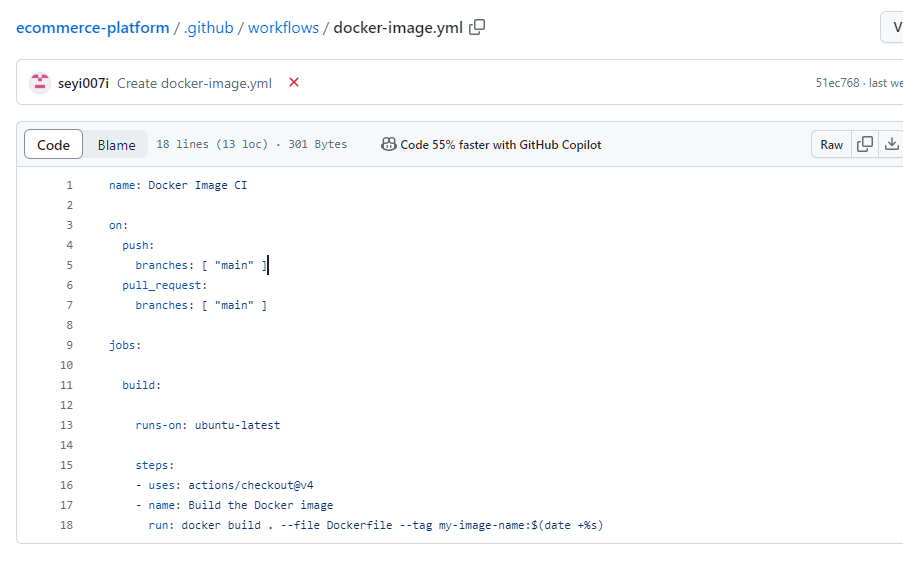 ecommerce-platform / .github / workflows / docker-image.yml
V
seyi007i Create docker-image.yml
51ec768 · last we
Code Blame 18 lines (13 loc) · 301 Bytes Code 55% faster with GitHub Copilot Raw
1 name: Docker Image CI
2
3 on:
4 push:
5 branches: [ "main" ]
6 pull_request:
7 branches: [ "main" ]
8
9 jobs:
10
11 build:
12
13 runs-on: ubuntu-latest
14
15 steps:
16 - uses: actions/checkout@v4
17 - name: Build the Docker image
18 run: docker build . --file Dockerfile --tag my-image-name:$(date +%s)